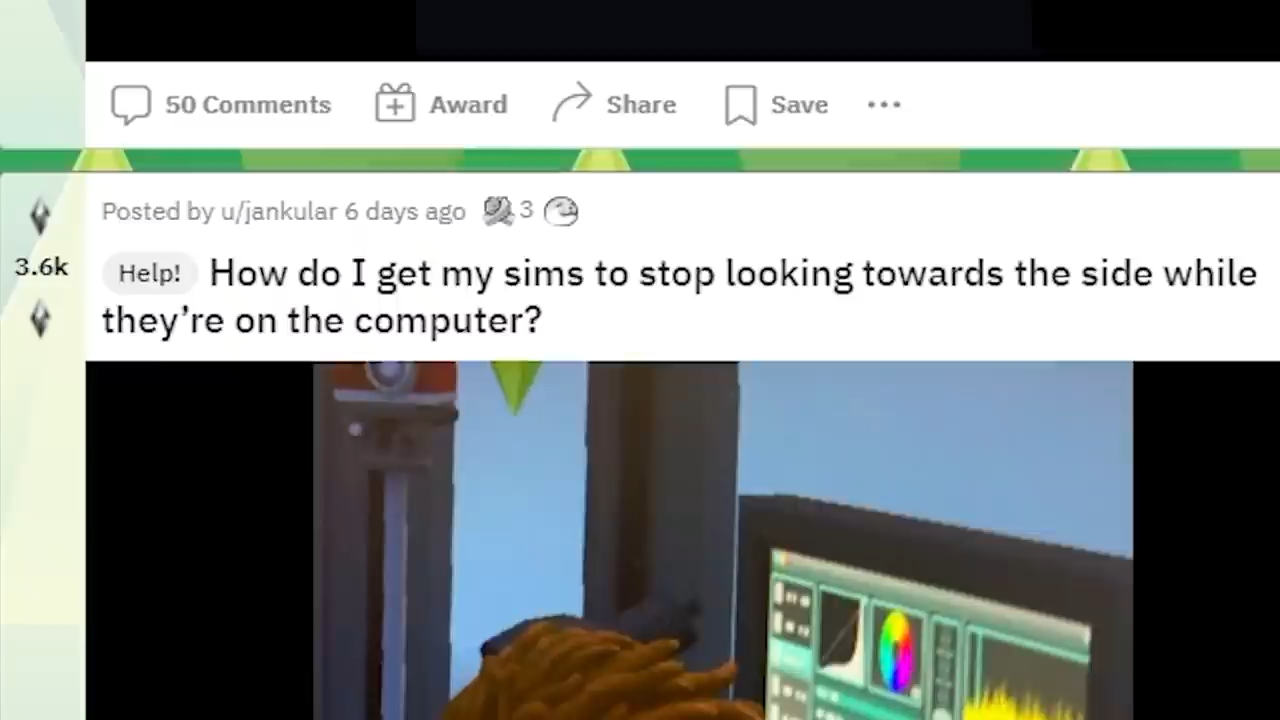 50 Comments Award Share Save
Posted by u/jankular 6 days ago 3
3.6k
Help! How do I get my sims to stop looking towards the side while
they’re on the computer?